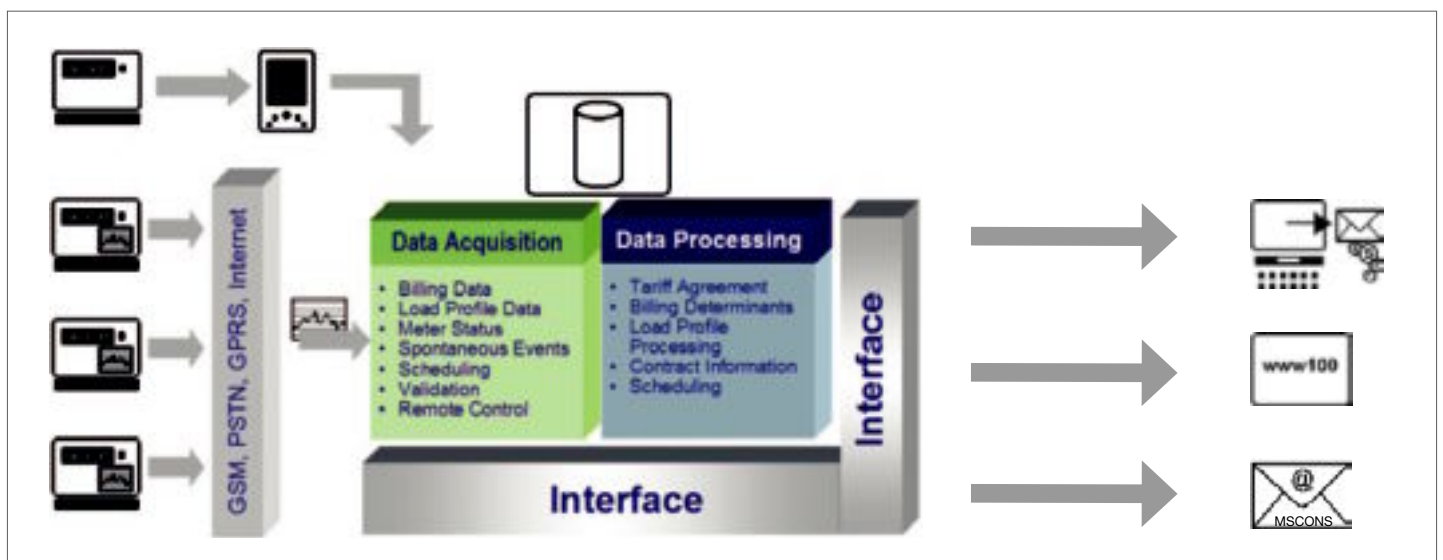 GSM, PSTN, GPRS, Internet
Data Acquisition
• Billing Data
• Load Profile Data
• Meter Status
• Spontaneous Events
• Scheduling
• Validation
• Remote Control
Data Processing
• Tariff Agreement
• Billing Determinants
• Load Profile
Processing
• Contract Information
• Scheduling
Interface
Interface
www100
@
MSCONS